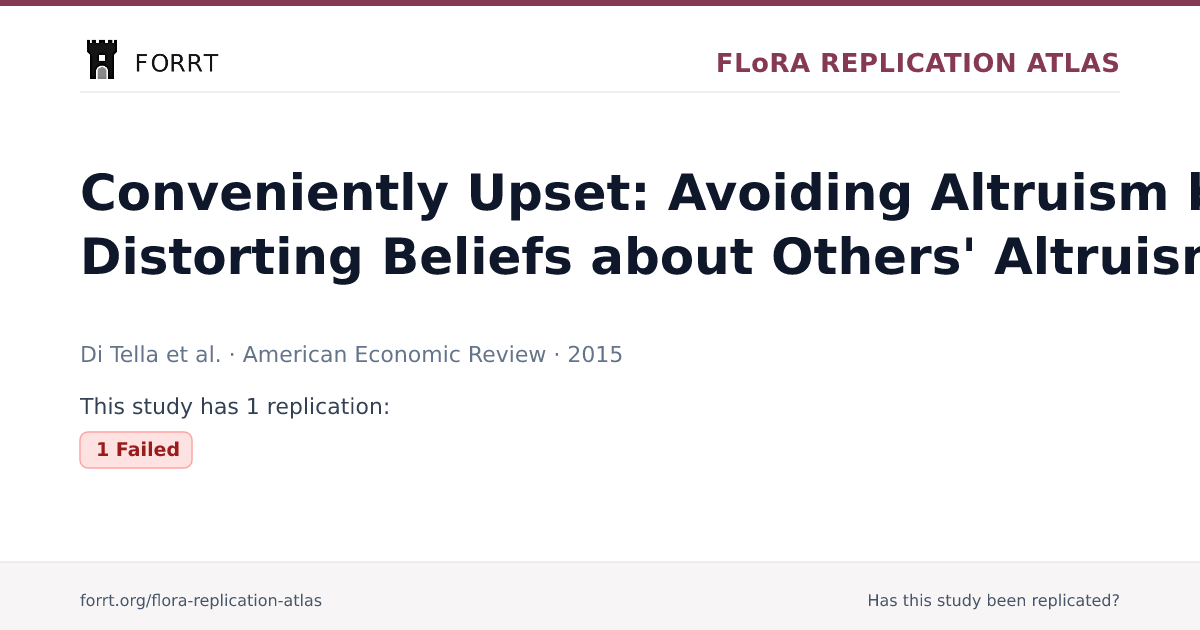 FORRT
FLoRA REPLICATION ATLAS
Conveniently Upset: Avoiding Altruism
Distorting Beliefs about Others'
Di Tella et al. · American Economic Review · 2015
This study has 1 replication:
1 Failed
forrt.org/flora-replication-atlas
Has this study been replicated?